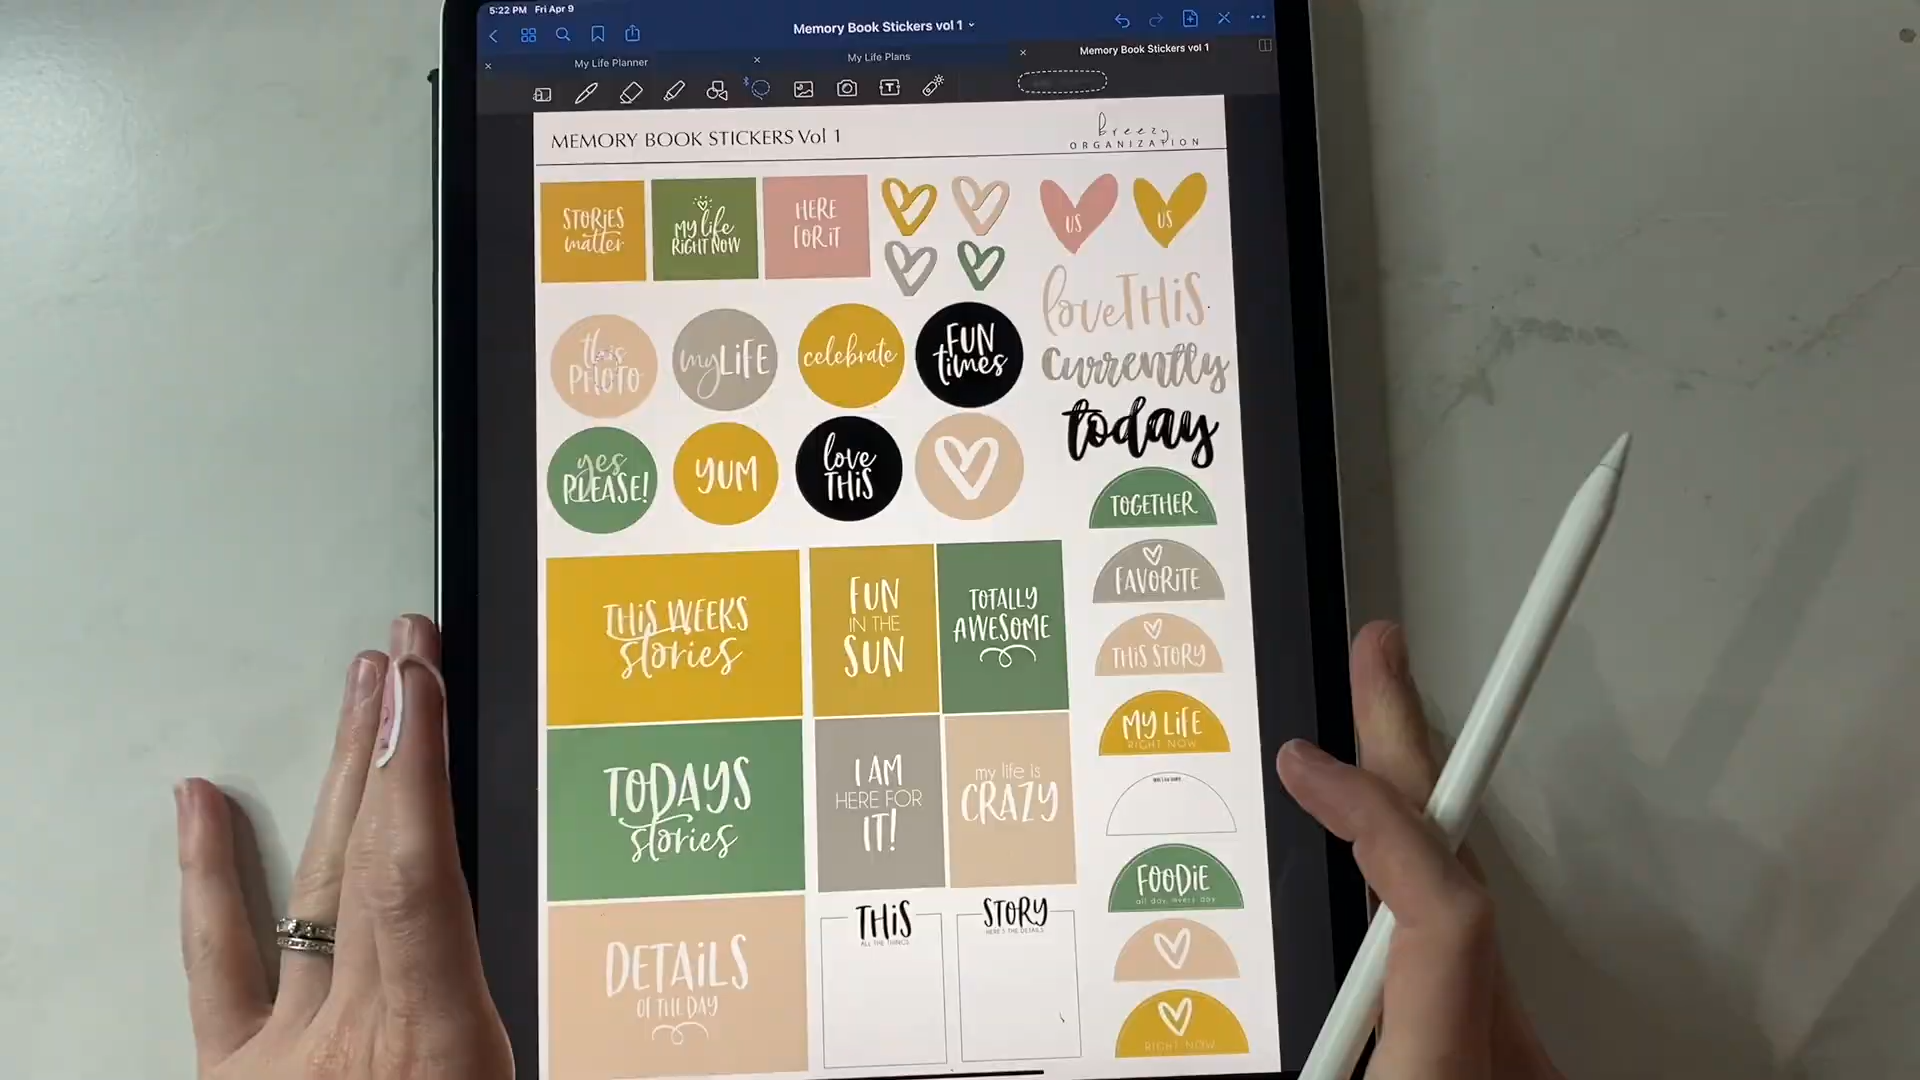 5:22 PM Fri Apr 9
Memory Book Stickers vol 1
My Life Planner
My Life Plans
Memory Book Stickers vol 1
MEMORY BOOK STICKERS Vol 1
breezy
ORGANIZATION
STORIES
matter
My life
RIGHT NOW
HERE
FOR IT
US
US
loveTHIS
Currently
today
this
PHOTO
myLIFE
celebrate
FUN
times
yes
PLEASE!
YUM
love
THIS
TOGETHER
FAVORITE
THIS STORY
MY LIFE
RIGHT NOW
FOODIE
all day, every day
RIGHT NOW
THIS WEEKS
stories
FUN
IN THE
SUN
TOTALLY
AWESOME
TODAYS
stories
I AM
HERE FOR
IT!
my life is
CRAZY
DETAILS
OF THE DAY
THIS
ALL THE THINGS
STORY
HERE'S THE DETAILS